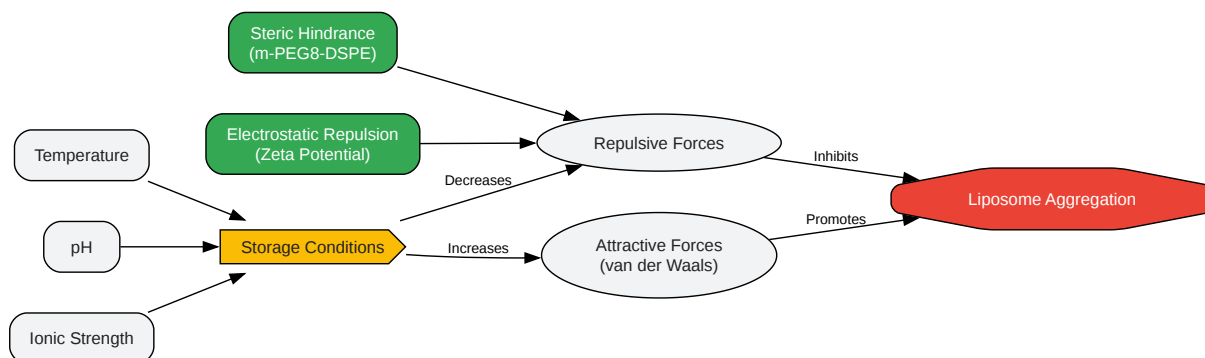 Steric Hindrance
(m-PEG8-DSPE)
Electrostatic Repulsion
(Zeta Potential)
Temperature
pH
Ionic Strength
Storage Conditions
Decreases
Increases
Repulsive Forces
Attractive Forces
(van der Waals)
Inhibits
Promotes
Liposome Aggregation